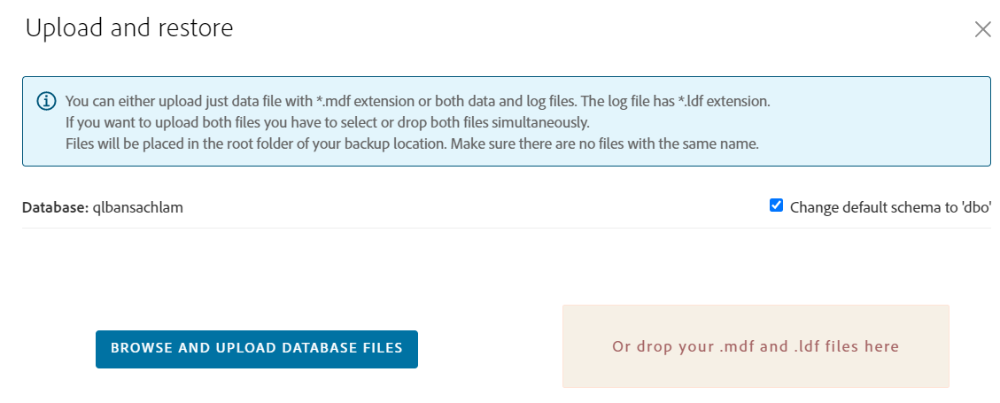 Upload and restore
You can either upload just data file with *.mdf extension or both data and log files. The log file has *.ldf extension.
If you want to upload both files you have to select or drop both files simultaneously.
Files will be placed in the root folder of your backup location. Make sure there are no files with the same name.
Database: qlbansachlam
Change default schema to 'dbo'
BROWSE AND UPLOAD DATABASE FILES
Or drop your .mdf and .ldf files here